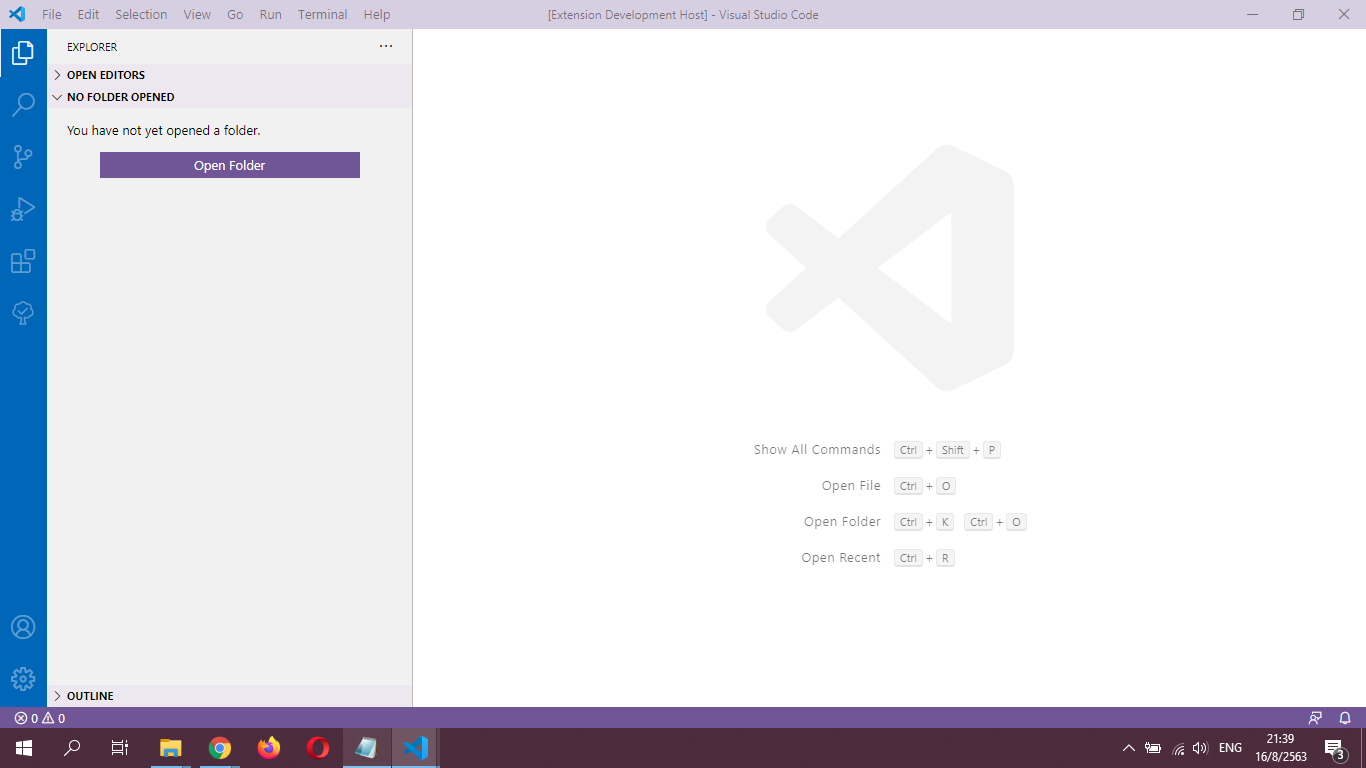 File Edit Selection View Go Run Terminal Help [Extension Development Host] - Visual Studio Code
EXPLORER
OPEN EDITORS
NO FOLDER OPENED
You have not yet opened a folder.
Open Folder
OUTLINE
Show All Commands Ctrl + Shift + P
Open File Ctrl + O
Open Folder Ctrl + K Ctrl + O
Open Recent Ctrl + R
0 0
ENG
21:39
16/8/2563
3